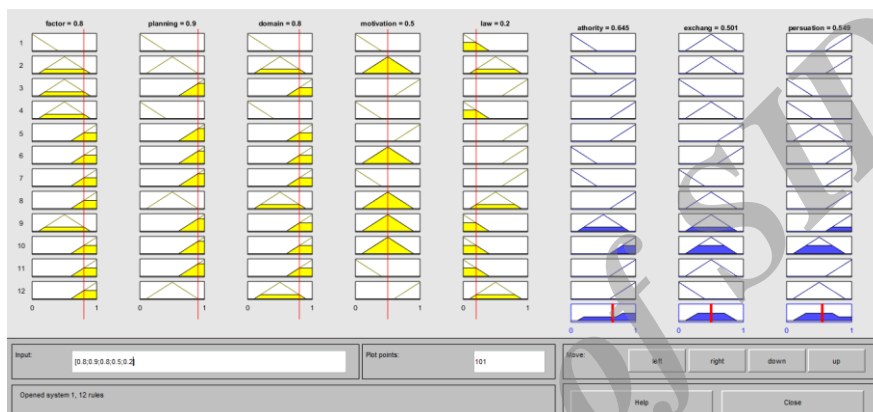 factor = 0.8 planning = 0.9 domain = 0.8 motivation = 0.5 law = 0.2 athority = 0.645 exchang = 0.501 persuation = 0.549
1
2
3
4
5
6
7
8
9
10
11
12
0 1 0 1 0 1 0 1 0 1
0 1 0 1 0 1
Input: [0.8;0.9;0.8;0.5;0.2] Plot points: 101 Move: left right down up
Opened system 1, 12 rules Help Close
of SID